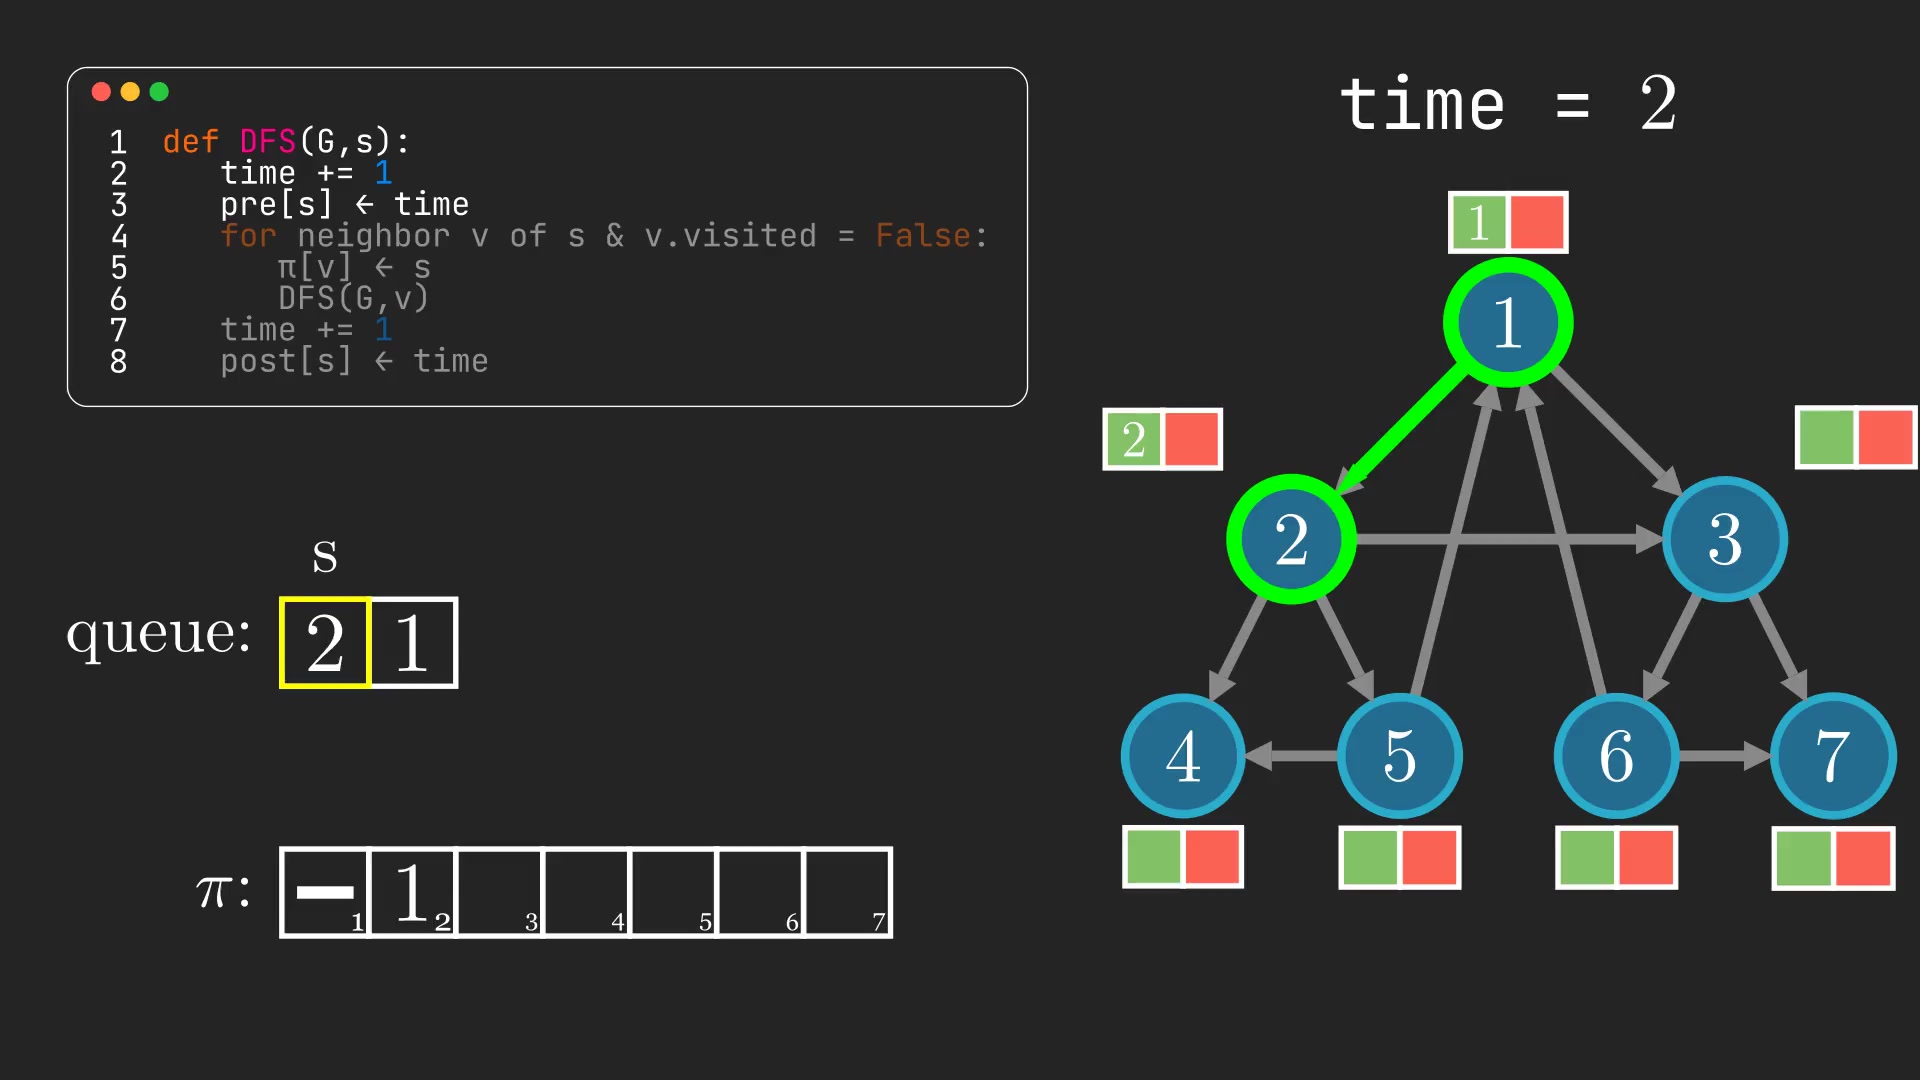 1 def DFS(G,s):
2 time += 1
3 pre[s] ← time
4 for neighbor v of s & v.visited = False:
5 π[v] ← s
6 DFS(G,v)
7 time += 1
8 post[s] ← time
time = 2
1
1
2
2
3
4
5
6
7
s
queue: 2 1
π: – 1
1 2 3 4 5 6 7